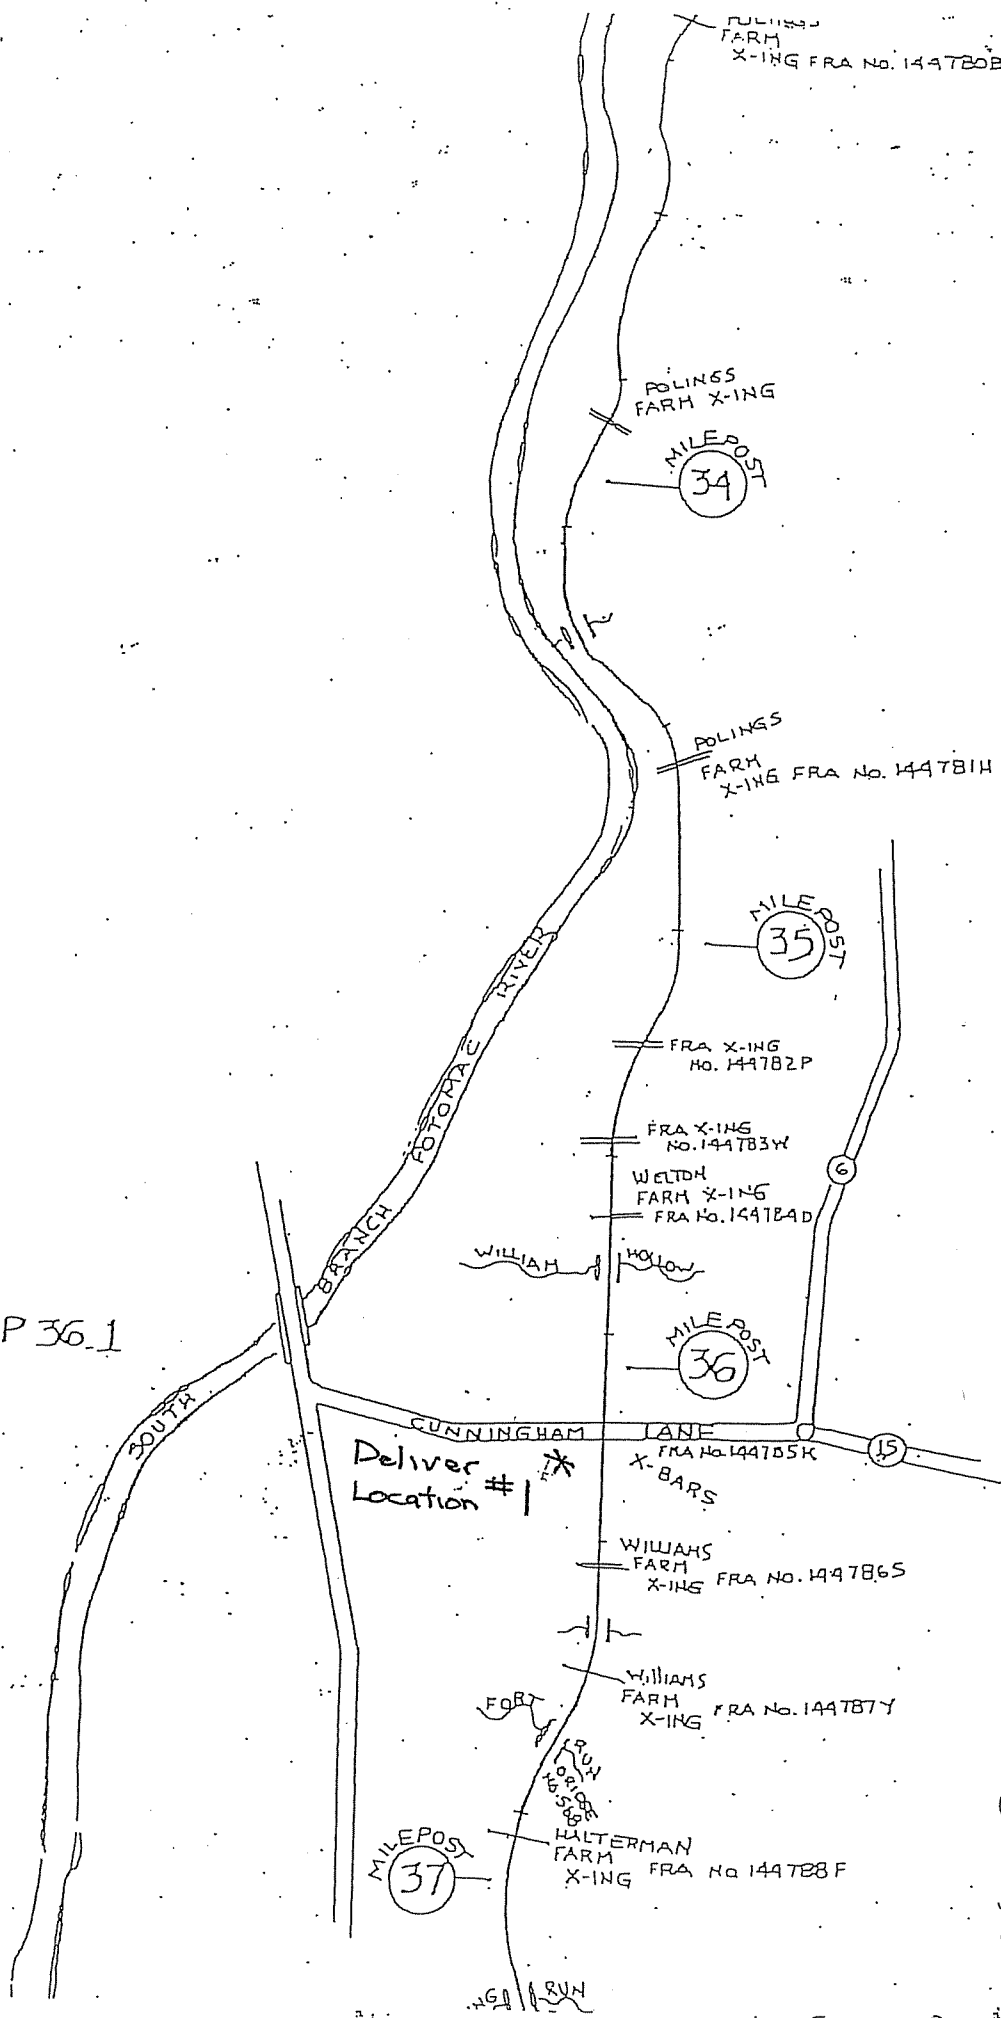 FARM
X-ING FRA No. 144780B
POLINGS
FARM X-ING
MILEPOST
34
POLINGS
FARM
X-ING FRA No. 144781H
MILEPOST
35
RIVER
FRA X-ING
No. 144782P
POTOMAC
FRA X-ING
No. 144783W
6
WELTON
FARM X-ING
FRA No. 144784D
BRANCH
WILLIAM HOLLOW
P 36.1
MILEPOST
36
SOUTH
CUNNINGHAM LANE
FRA No. 144785K
15
X-BARS
Deliver
Location #1 *
WILLIAMS
FARM
X-ING FRA No. 144786S
WILLIAMS
FARM
X-ING FRA No. 144787Y
FORT
RUN
HALTERMAN
FARM
X-ING FRA No 144788F
MILEPOST
37
RUN